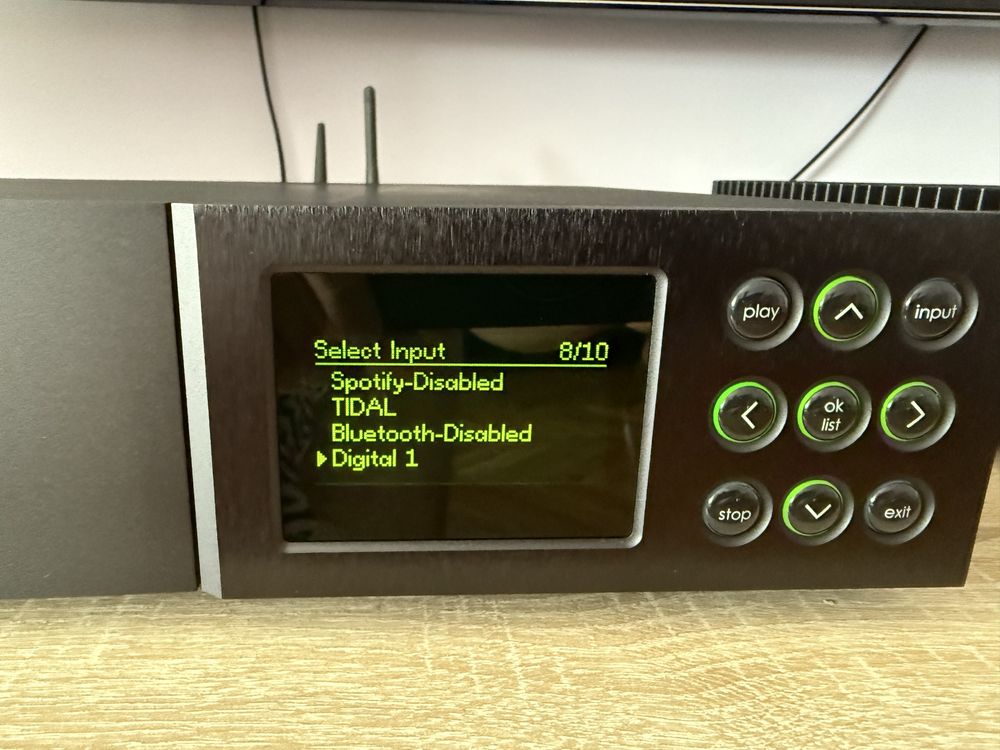 Select Input 8/10
Spotify-Disabled
TIDAL
Bluetooth-Disabled
Digital 1
play
input
ok
list
stop
exit